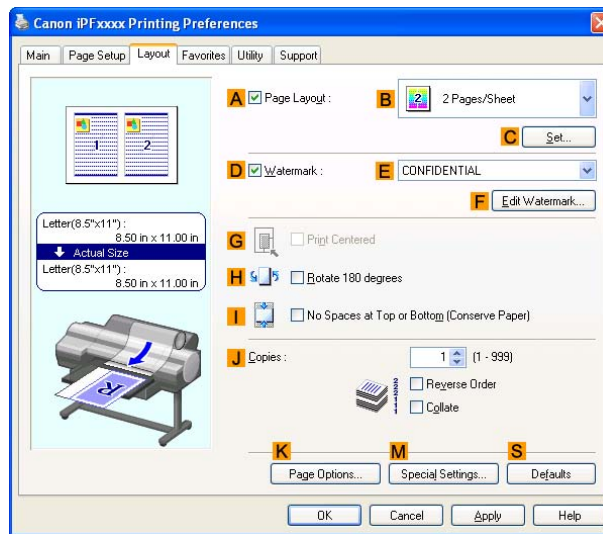 Canon iPFxxxx Printing Preferences
Main Page Setup Layout Favorites Utility Support
1 2
Letter(8.5"x11") :
8.50 in x 11.00 in
Actual Size
Letter(8.5"x11") :
8.50 in x 11.00 in
R
A Page Layout : B 2 2 Pages/Sheet
C Set...
D Watermark : E CONFIDENTIAL
F Edit Watermark...
G Print Centered
H Rotate 180 degrees
I No Spaces at Top or Bottom (Conserve Paper)
J Copies : 1 (1 - 999)
Reverse Order
Collate
K M S
Page Options... Special Settings... Defaults
OK Cancel Apply Help